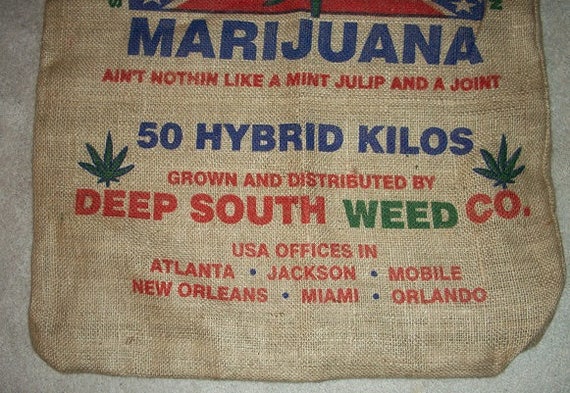 MARIJUANA
AIN'T NOTHIN LIKE A MINT JULIP AND A JOINT
50 HYBRID KILOS
GROWN AND DISTRIBUTED BY
DEEP SOUTH WEED CO.
USA OFFICES IN
ATLANTA • JACKSON • MOBILE
NEW ORLEANS • MIAMI • ORLANDO